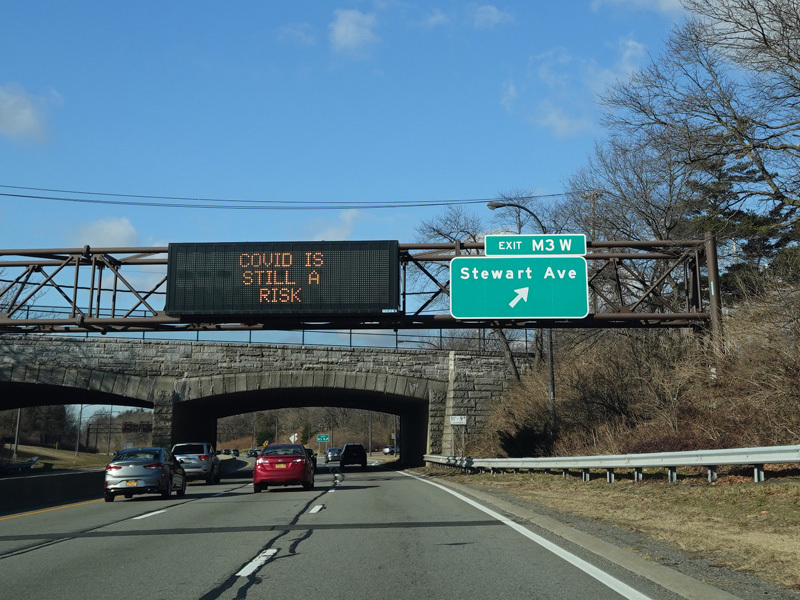 COVID IS
STILL A
RISK
EXIT M3 W
Stewart Ave